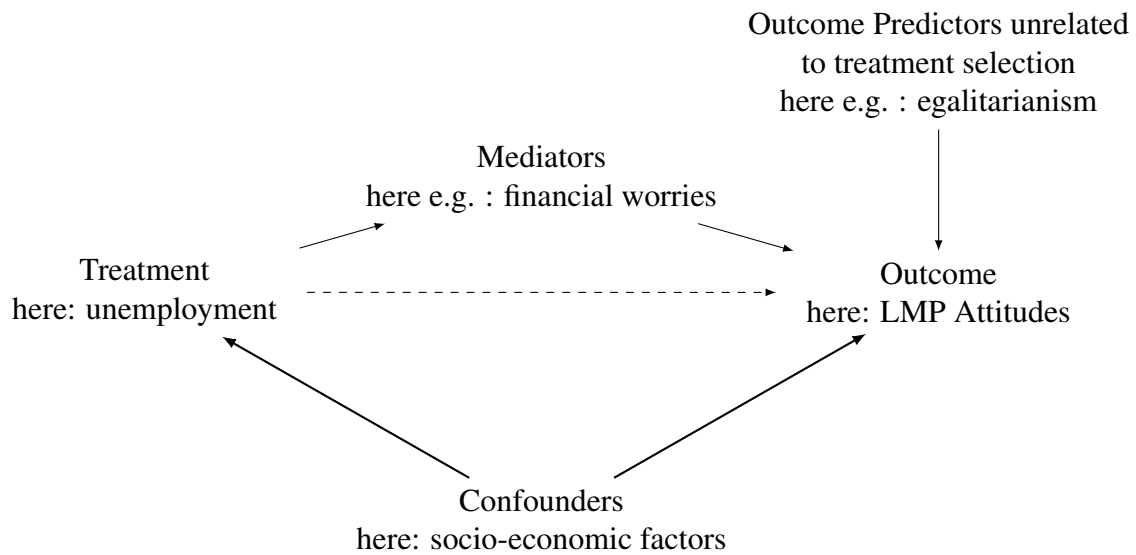 Outcome Predictors unrelated
to treatment selection
here e.g. : egalitarianism
Mediators
here e.g. : financial worries
Treatment
here: unemployment
Outcome
here: LMP Attitudes
Confounders
here: socio-economic factors